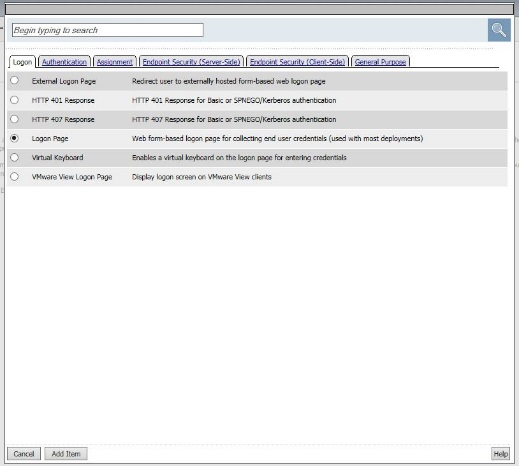 Begin typing to search
Logon Authentication Assignment Endpoint Security (Server-Side) Endpoint Security (Client-Side) General Purpose
External Logon Page Redirect user to externally hosted form-based web logon page
HTTP 401 Response HTTP 401 Response for Basic or SPNEGO/Kerberos authentication
HTTP 407 Response HTTP 407 Response for Basic or SPNEGO/Kerberos authentication
Logon Page Web form-based logon page for collecting end user credentials (used with most deployments)
Virtual Keyboard Enables a virtual keyboard on the logon page for entering credentials
VMware View Logon Page Display logon screen on VMware View clients
Cancel Add Item Help